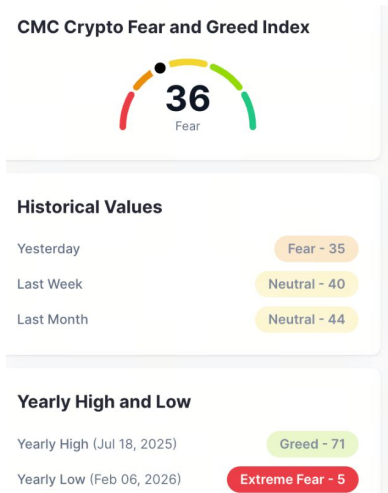 CMC Crypto Fear and Greed Index
36
Fear
Historical Values
Yesterday Fear - 35
Last Week Neutral - 40
Last Month Neutral - 44
Yearly High and Low
Yearly High (Jul 18, 2025) Greed - 71
Yearly Low (Feb 06, 2026) Extreme Fear - 5